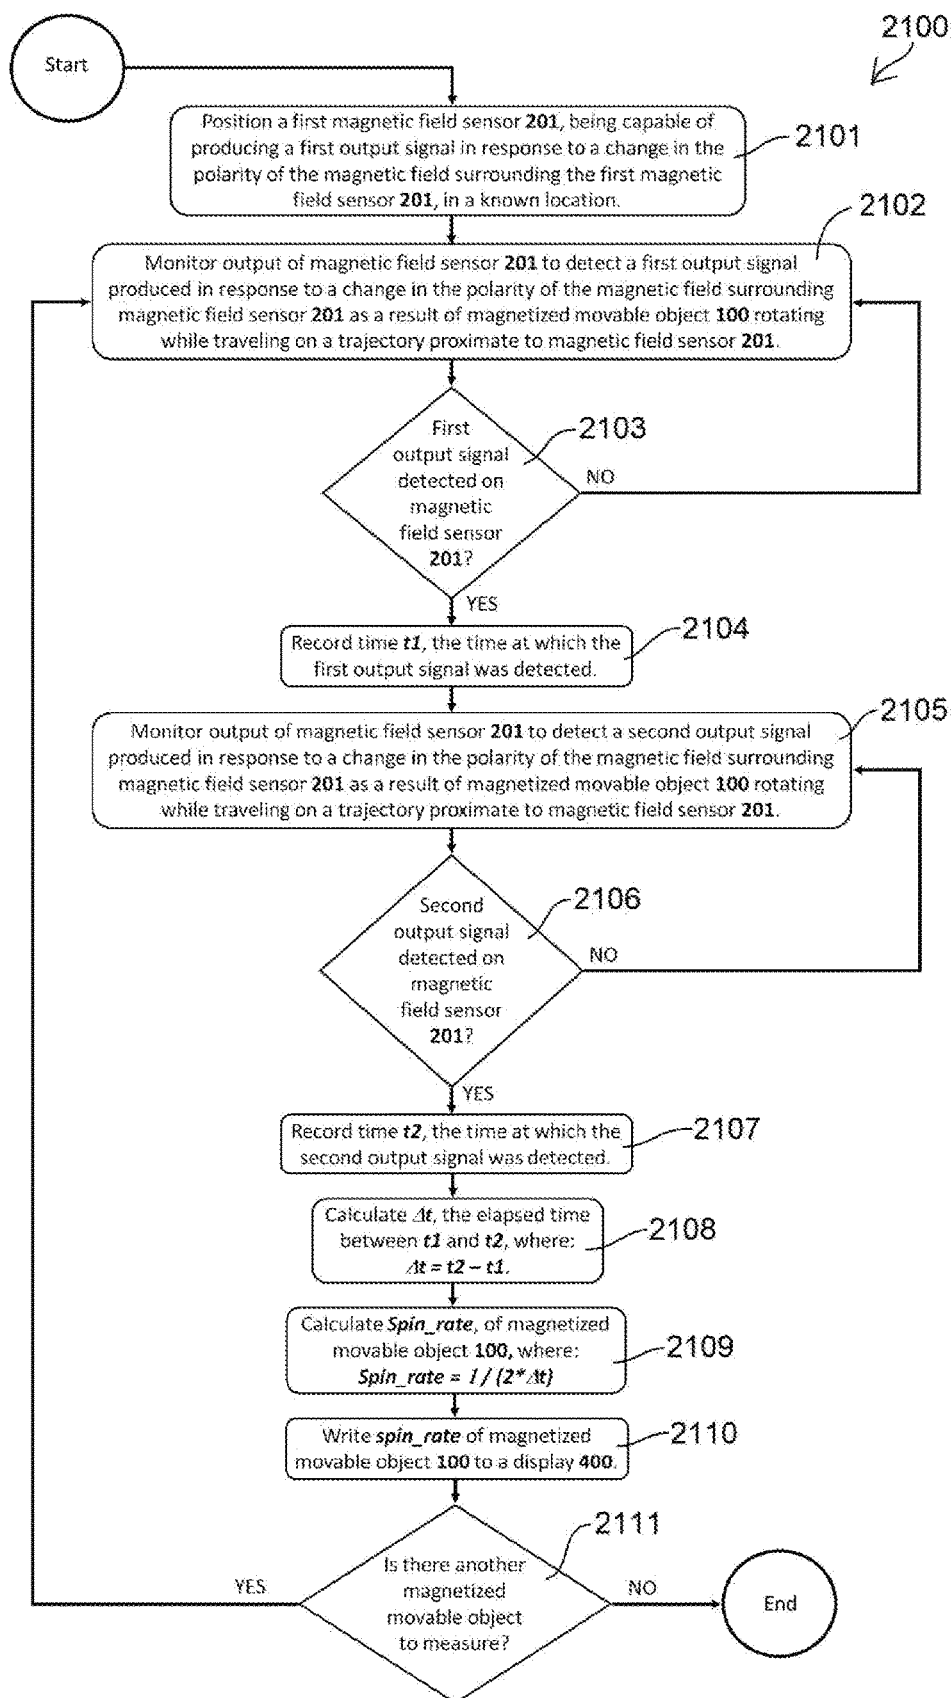 2100
Start
Position a first magnetic field sensor 201, being capable of
producing a first output signal in response to a change in the
polarity of the magnetic field surrounding the first magnetic
field sensor 201, in a known location.
2101
2102
Monitor output of magnetic field sensor 201 to detect a first output signal
produced in response to a change in the polarity of the magnetic field surrounding
magnetic field sensor 201 as a result of magnetized movable object 100 rotating
while traveling on a trajectory proximate to magnetic field sensor 201.
First
output signal
detected on
magnetic
field sensor
201?
2103
NO
YES
Record time t1, the time at which the
first output signal was detected.
2104
2105
Monitor output of magnetic field sensor 201 to detect a second output signal
produced in response to a change in the polarity of the magnetic field surrounding
magnetic field sensor 201 as a result of magnetized movable object 100 rotating
while traveling on a trajectory proximate to magnetic field sensor 201.
Second
output signal
detected on
magnetic
field sensor
201?
2106
NO
YES
Record time t2, the time at which the
second output signal was detected.
2107
Calculate Δt, the elapsed time
between t1 and t2, where:
Δt = t2 – t1.
2108
Calculate Spin_rate, of magnetized
movable object 100, where:
Spin_rate = 1 / (2* Δt)
2109
Write spin_rate of magnetized
movable object 100 to a display 400.
2110
Is there another
magnetized
movable object
to measure?
2111
YES
NO
End